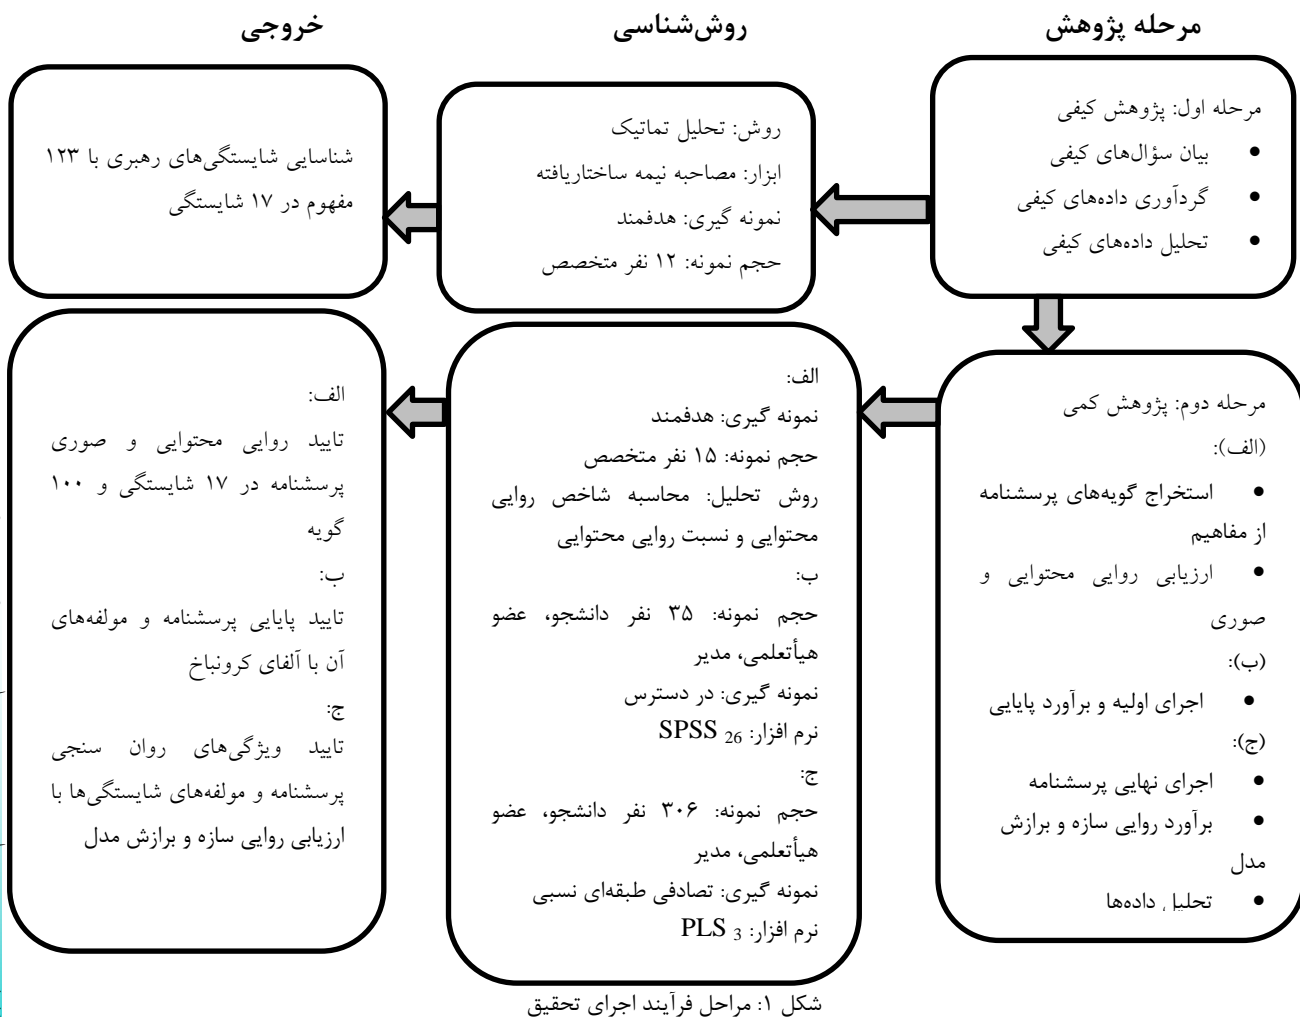 مرحله پژوهش
روش‌شناسی
خروجی
مرحله اول: پژوهش کیفی
• بیان سؤال‌های کیفی
• گردآوری داده‌های کیفی
• تحلیل داده‌های کیفی
روش: تحلیل تماتیک
ابزار: مصاحبه نیمه ساختاریافته
نمونه گیری: هدفمند
حجم نمونه: ۱۲ نفر متخصص
شناسایی شایستگی‌های رهبری با ۱۲۳
مفهوم در ۱۷ شایستگی
مرحله دوم: پژوهش کمی
(الف):
• استخراج گویه‌های پرسشنامه
از مفاهیم
• ارزیابی روایی محتوایی و
صوری
(ب):
• اجرای اولیه و برآورد پایایی
(ج):
• اجرای نهایی پرسشنامه
• برآورد روایی سازه و برازش
مدل
• تحلیل داده‌ها
الف:
نمونه گیری: هدفمند
حجم نمونه: ۱۵ نفر متخصص
روش تحلیل: محاسبه شاخص روایی
محتوایی و نسبت روایی محتوایی
ب:
حجم نمونه: ۳۵ نفر دانشجو، عضو
هیأت‌علمی، مدیر
نمونه گیری: در دسترس
نرم افزار: SPSS 26
ج:
حجم نمونه: ۳۰۶ نفر دانشجو، عضو
هیأت‌علمی، مدیر
نمونه گیری: تصادفی طبقه‌ای نسبی
نرم افزار: PLS 3
الف:
تایید روایی محتوایی و صوری
پرسشنامه در ۱۷ شایستگی و ۱۰۰
گویه
ب:
تایید پایایی پرسشنامه و مولفه‌های
آن با آلفای کرونباخ
ج:
تایید ویژگی‌های روان سنجی
پرسشنامه و مولفه‌های شایستگی‌ها با
ارزیابی روایی سازه و برازش مدل
شکل ۱: مراحل فرآیند اجرای تحقیق